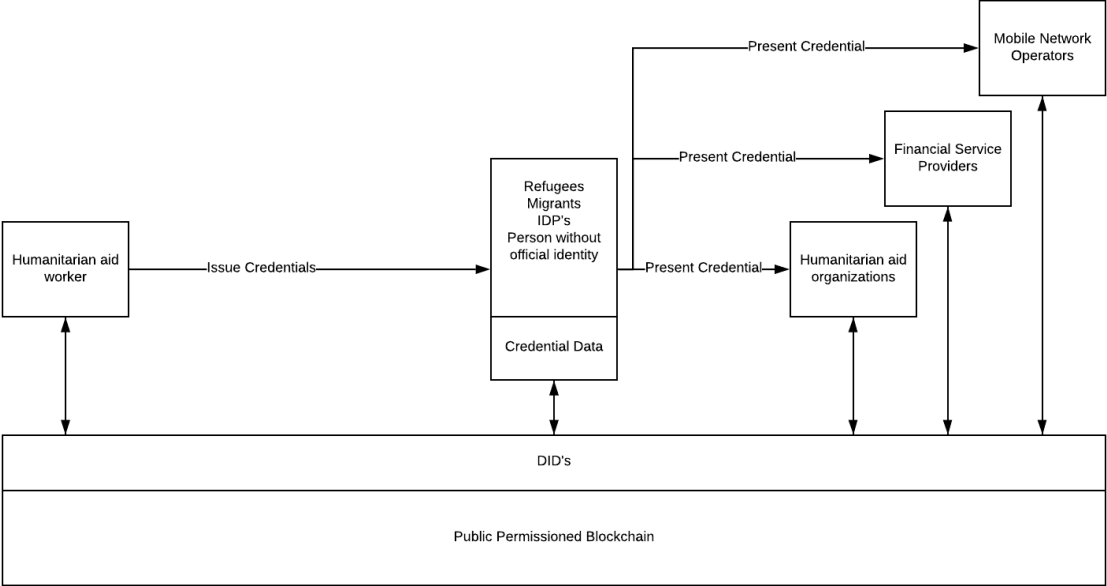 Mobile Network
Operators
Present Credential
Financial Service
Providers
Present Credential
Refugees
Migrants
IDP's
Person without
official identity
Humanitarian aid
worker
Issue Credentials
Present Credential
Humanitarian aid
organizations
Credential Data
DID's
Public Permissioned Blockchain